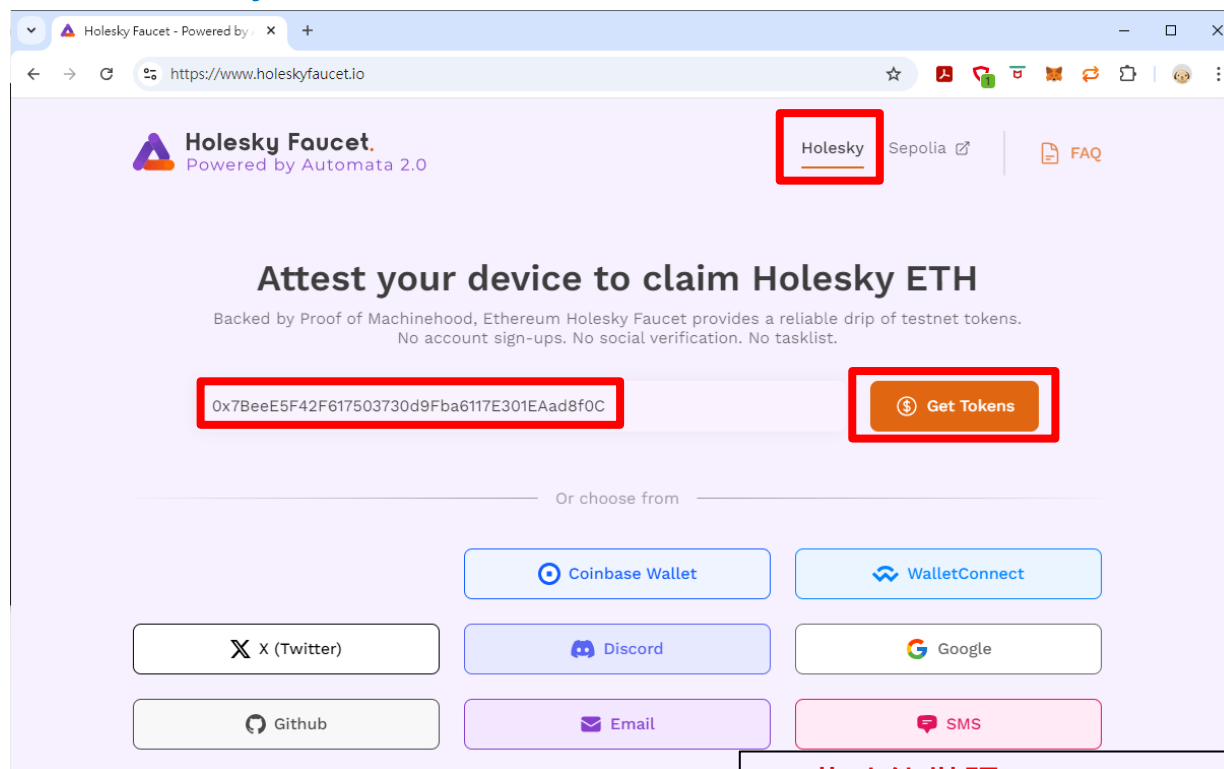 Holesky Faucet - Powered by
https://www.holeskyfaucet.io
1
Holesky Faucet.
Powered by Automata 2.0
Holesky
Sepolia
FAQ
Attest your device to claim Holesky ETH
Backed by Proof of Machinehood, Ethereum Holesky Faucet provides a reliable drip of testnet tokens.
No account sign-ups. No social verification. No tasklist.
0x7BeeE5F42F617503730d9Fba6117E301EAad8f0C
Get Tokens
Or choose from
Coinbase Wallet
WalletConnect
X (Twitter)
Discord
Google
Github
Email
SMS